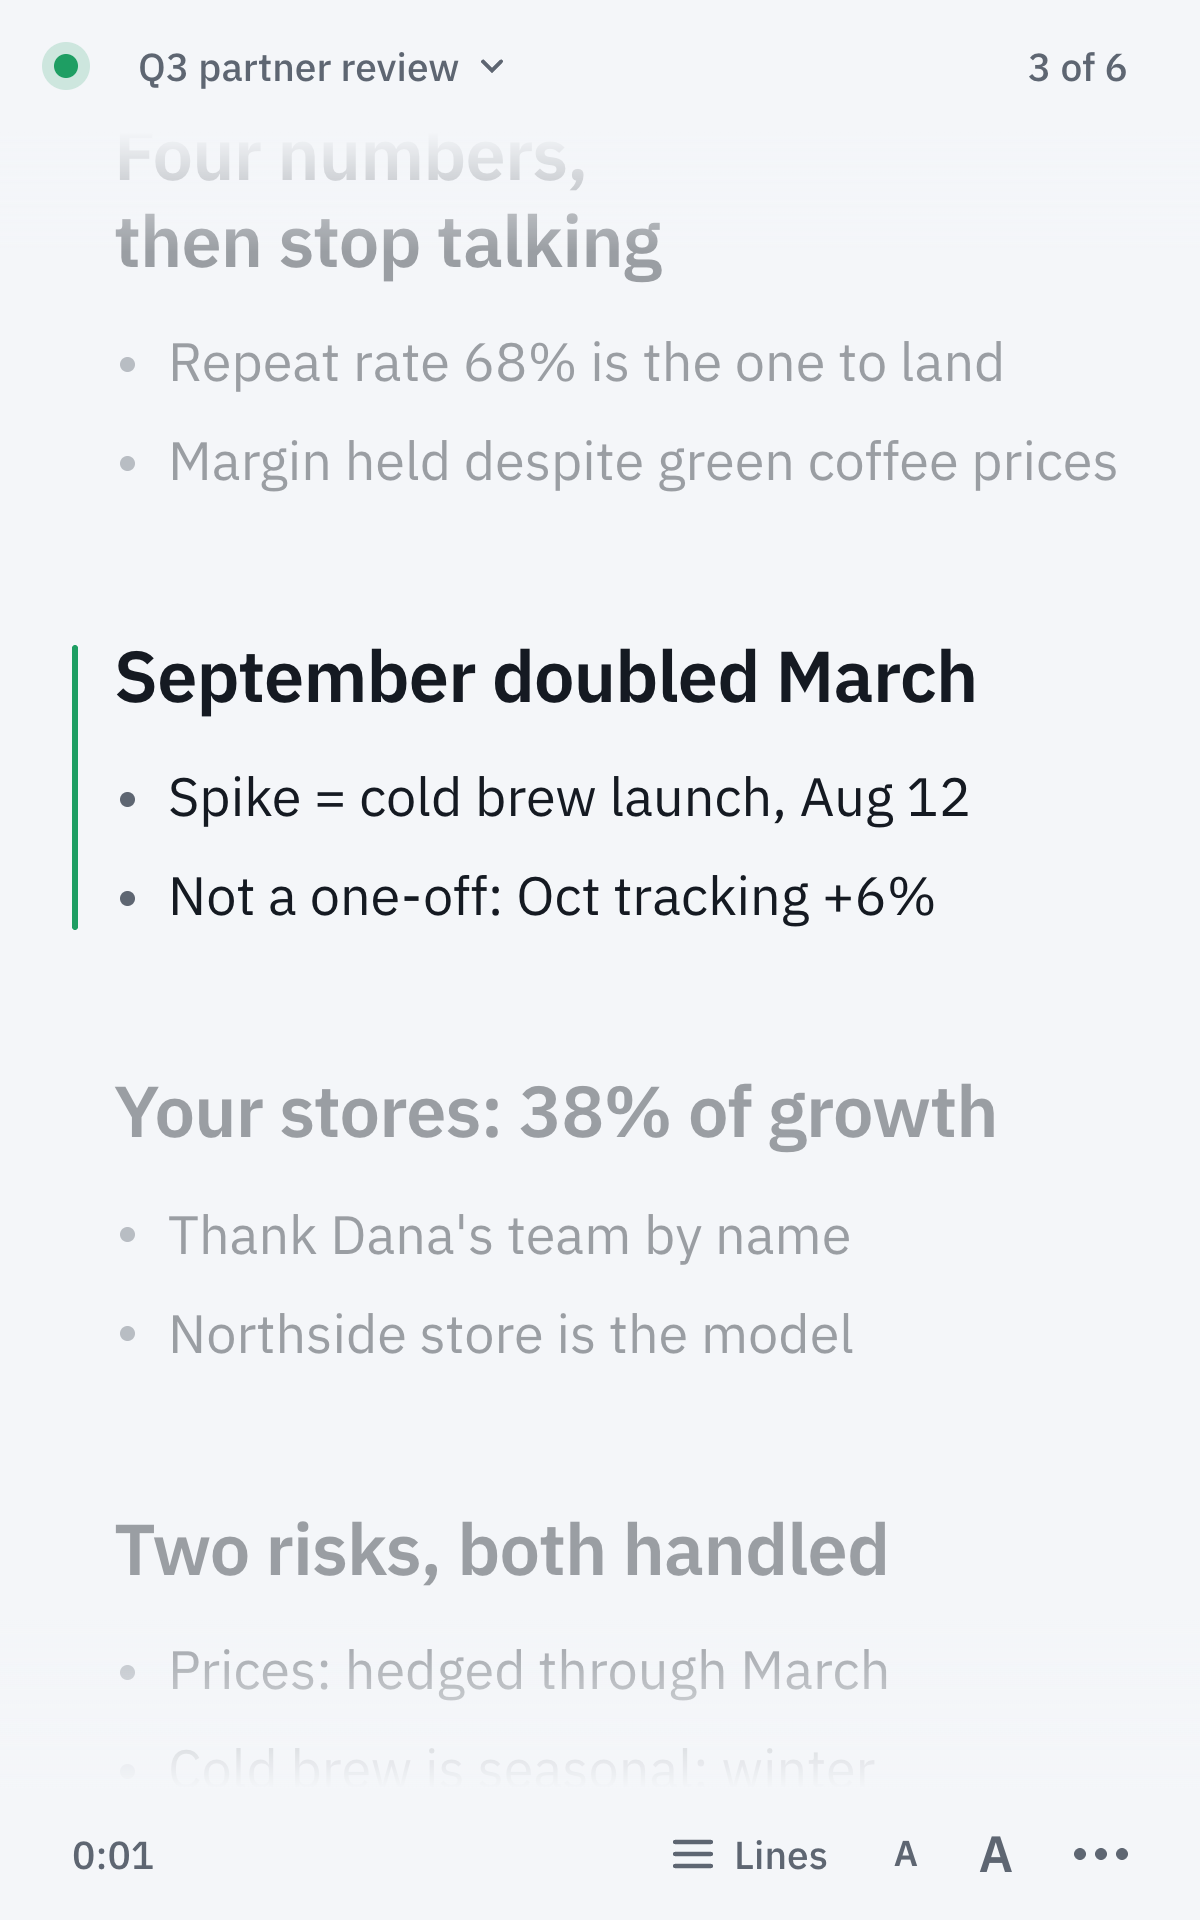 Q3 partner review
3 of 6
Four numbers,
then stop talking
• Repeat rate 68% is the one to land
• Margin held despite green coffee prices
September doubled March
• Spike = cold brew launch, Aug 12
• Not a one-off: Oct tracking +6%
Your stores: 38% of growth
• Thank Dana's team by name
• Northside store is the model
Two risks, both handled
• Prices: hedged through March
• Cold brew is seasonal: winter
0:01
Lines
A
A